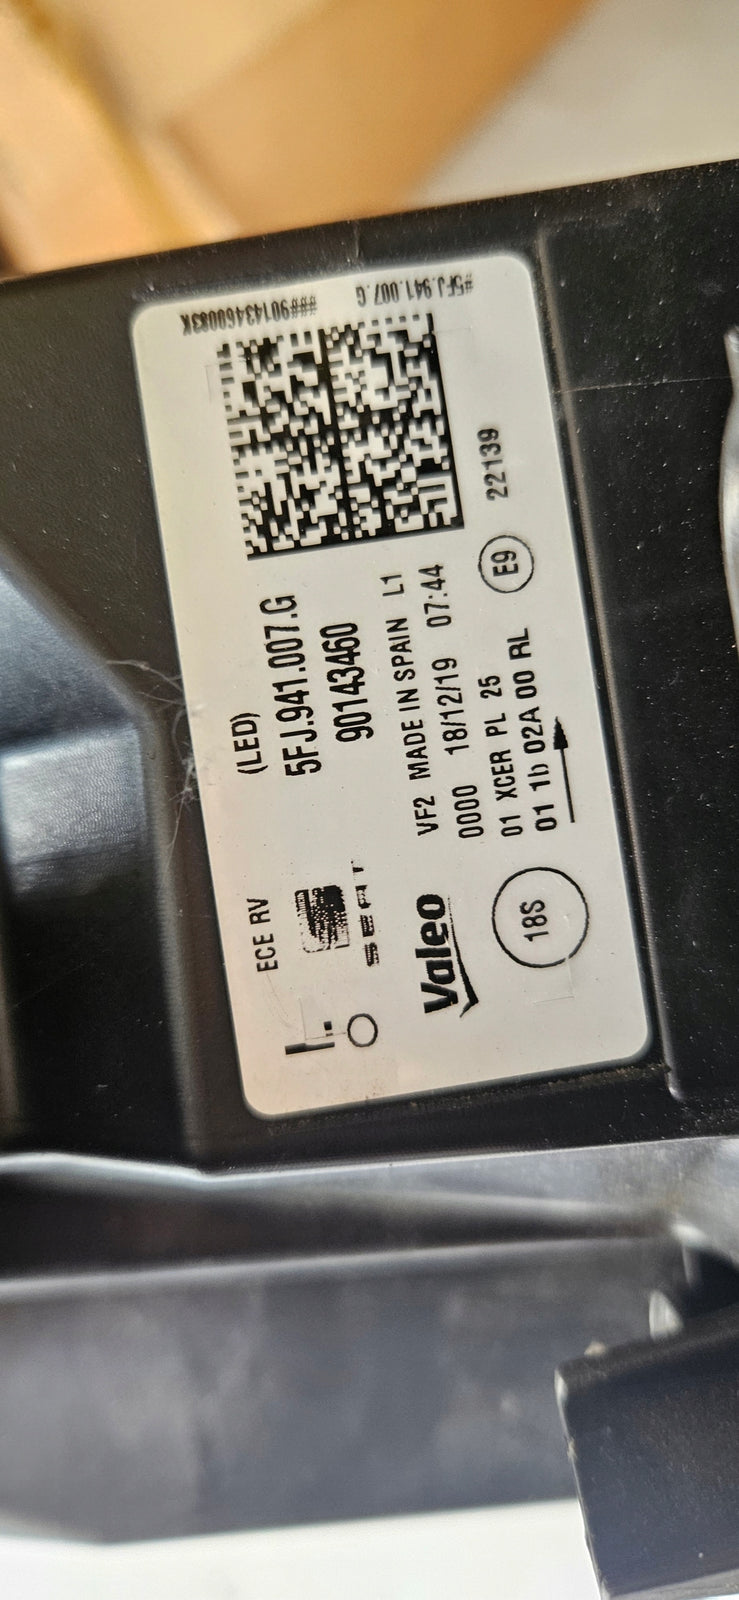 ECE RV
(LED)
5FJ.941.007.G
90143460
SEAT
Valeo
VF2 MADE IN SPAIN L1
0000 18/12/19 07:44
01 XCER PL 25
01 1b 02A 00 RL
18S
E9
22139
#5FJ.941.007.G
###90143460083K